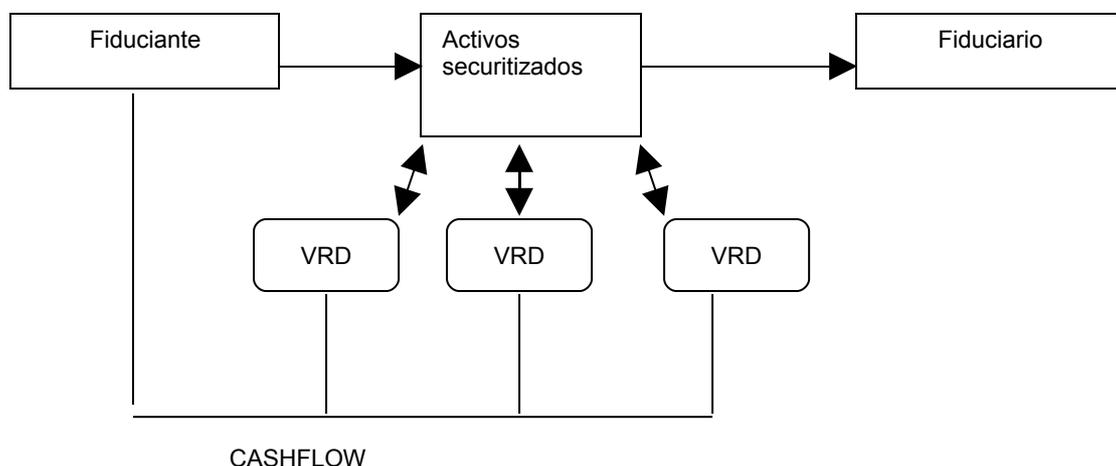 Fiduciante
Activos
securitizados
Fiduciario
VRD
VRD
VRD
CASHFLOW